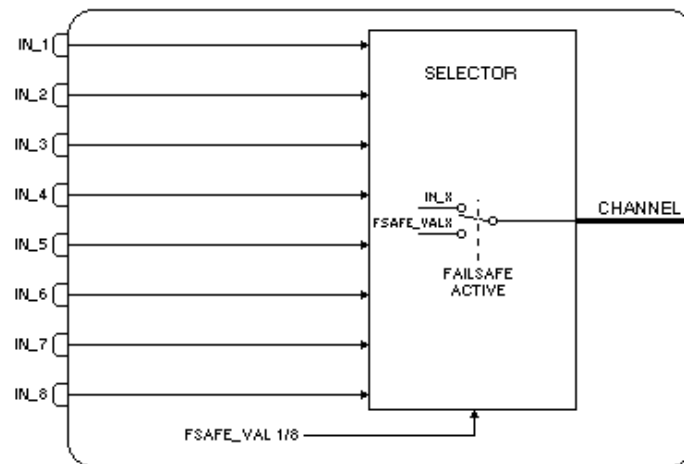 IN_1
IN_2
IN_3
IN_4
IN_5
IN_6
IN_7
IN_8
SELECTOR
IN_X
FSAFE_VALX
FAILSAFE
ACTIVE
CHANNEL
FSAFE_VAL 1/8